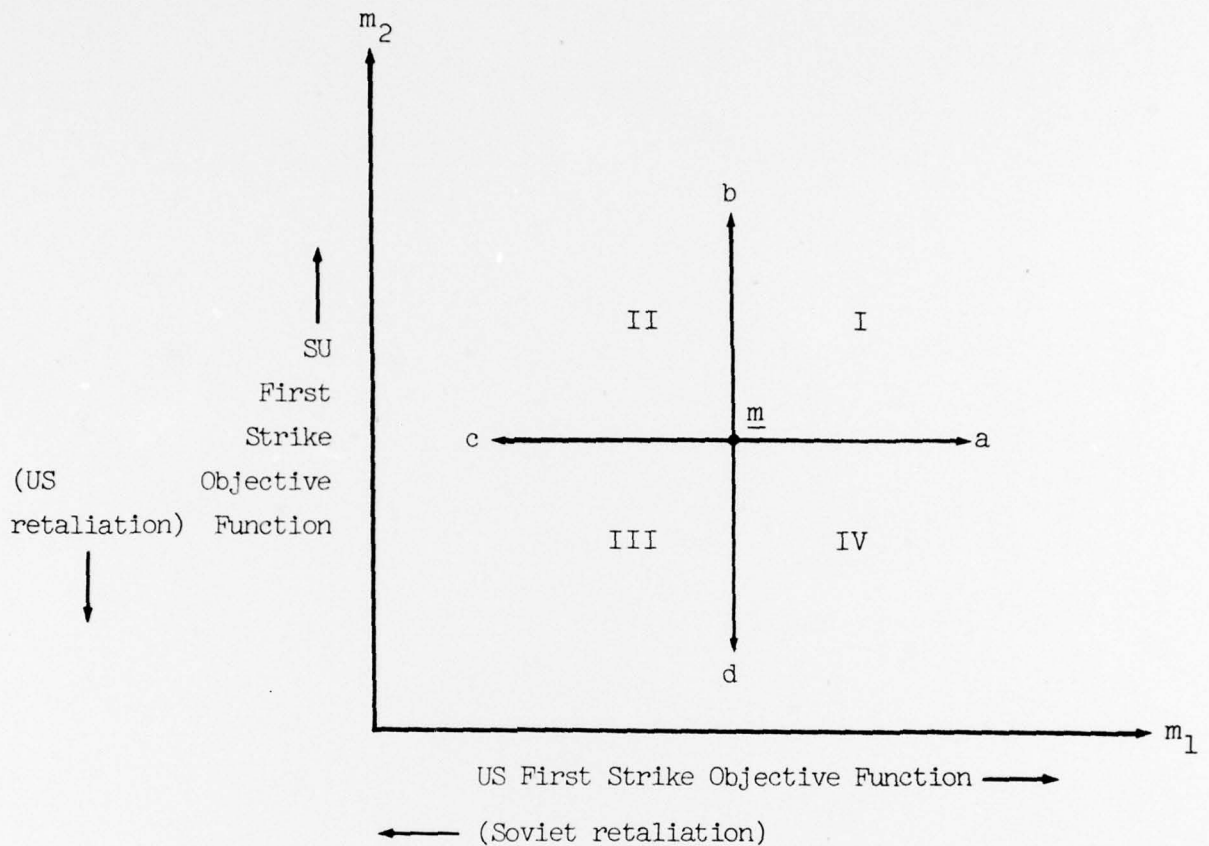 m2
b
II I
SU
First
Strike
Objective
Function
(US
retaliation)
m
c a
III IV
d
m1
US First Strike Objective Function
(Soviet retaliation)